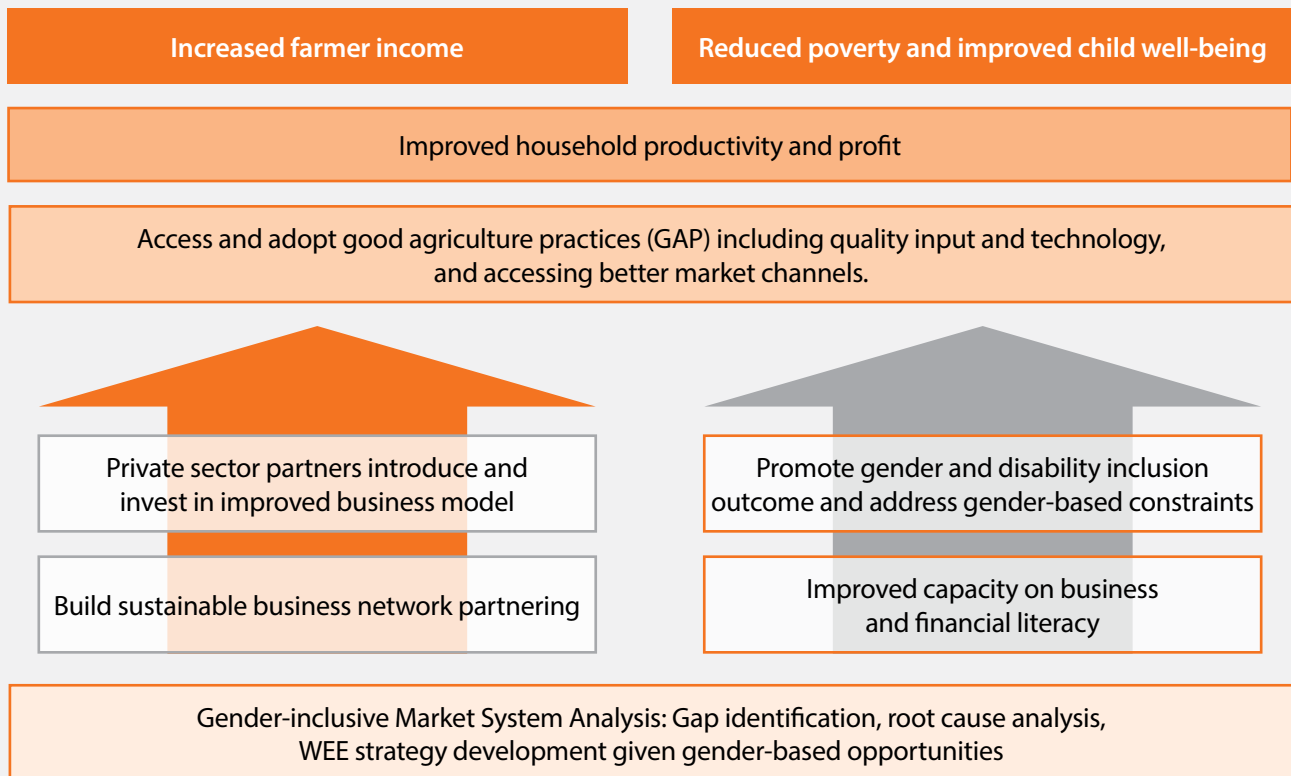 Increased farmer income
Reduced poverty and improved child well-being
Improved household productivity and profit
Access and adopt good agriculture practices (GAP) including quality input and technology,
and accessing better market channels.
Private sector partners introduce and
invest in improved business model
Build sustainable business network partnering
Promote gender and disability inclusion
outcome and address gender-based constraints
Improved capacity on business
and financial literacy
Gender-inclusive Market System Analysis: Gap identification, root cause analysis,
WEE strategy development given gender-based opportunities